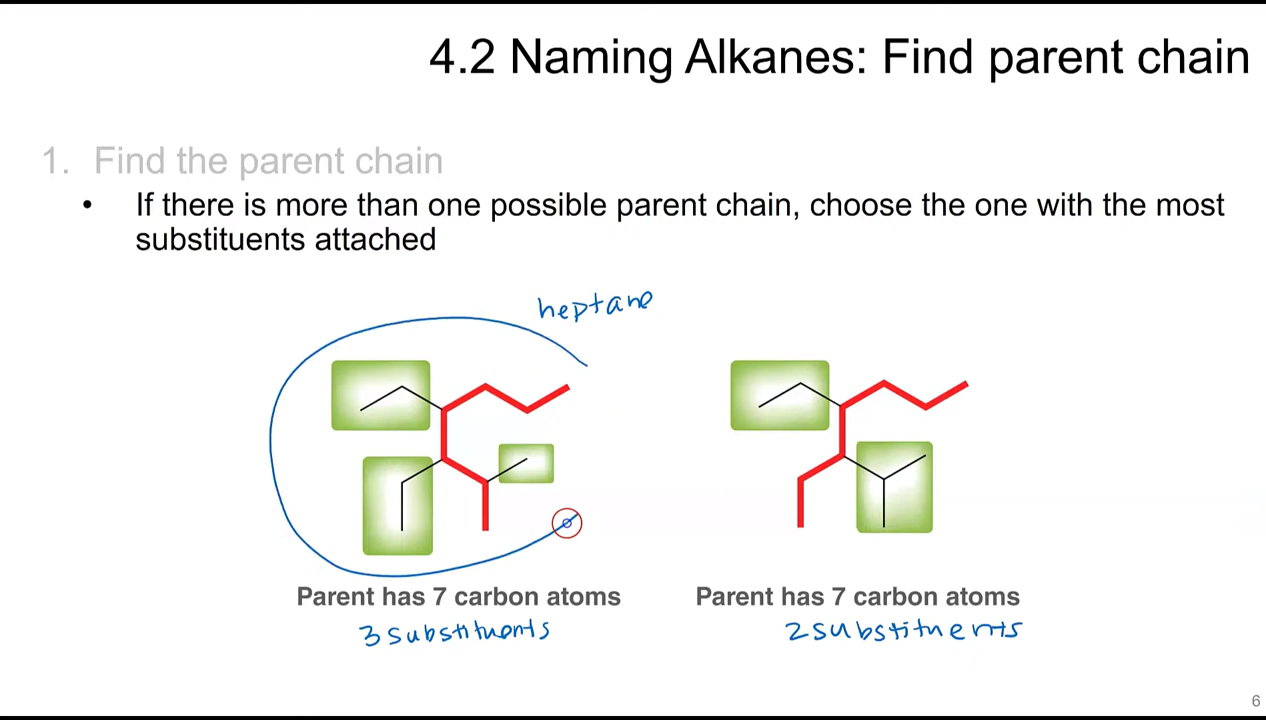 4.2 Naming Alkanes: Find parent chain
1. Find the parent chain
• If there is more than one possible parent chain, choose the one with the most
substituents attached
heptane
Parent has 7 carbon atoms
3 substituents
Parent has 7 carbon atoms
2 substituents
6